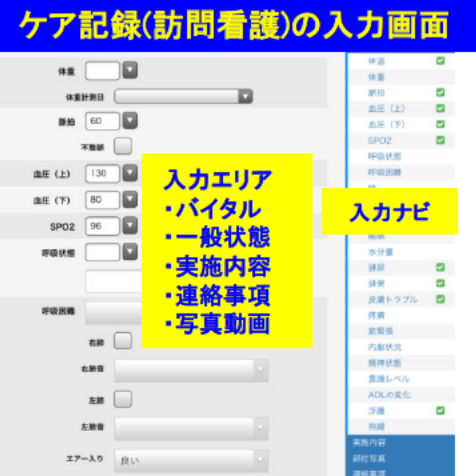 ケア記録(訪問看護)の入力画面
体重
体重計測日
脈拍 60
不整脈
血圧（上） 130
血圧（下） 80
SPO2 96
呼吸状態
呼吸困難
右肺
右肺音
左肺
左肺音
エアー入り 良い
入力エリア
・バイタル
・一般状態
・実施内容
・連絡事項
・写真動画
入力ナビ
体温
体重
脈拍
血圧（上）
血圧（下）
SPO2
呼吸状態
呼吸困難
水分量
排尿
排便
皮膚トラブル
疼痛
筋緊張
内服状況
精神状態
意識レベル
ADLの変化
浮腫
実施内容
部位写真
連絡事項